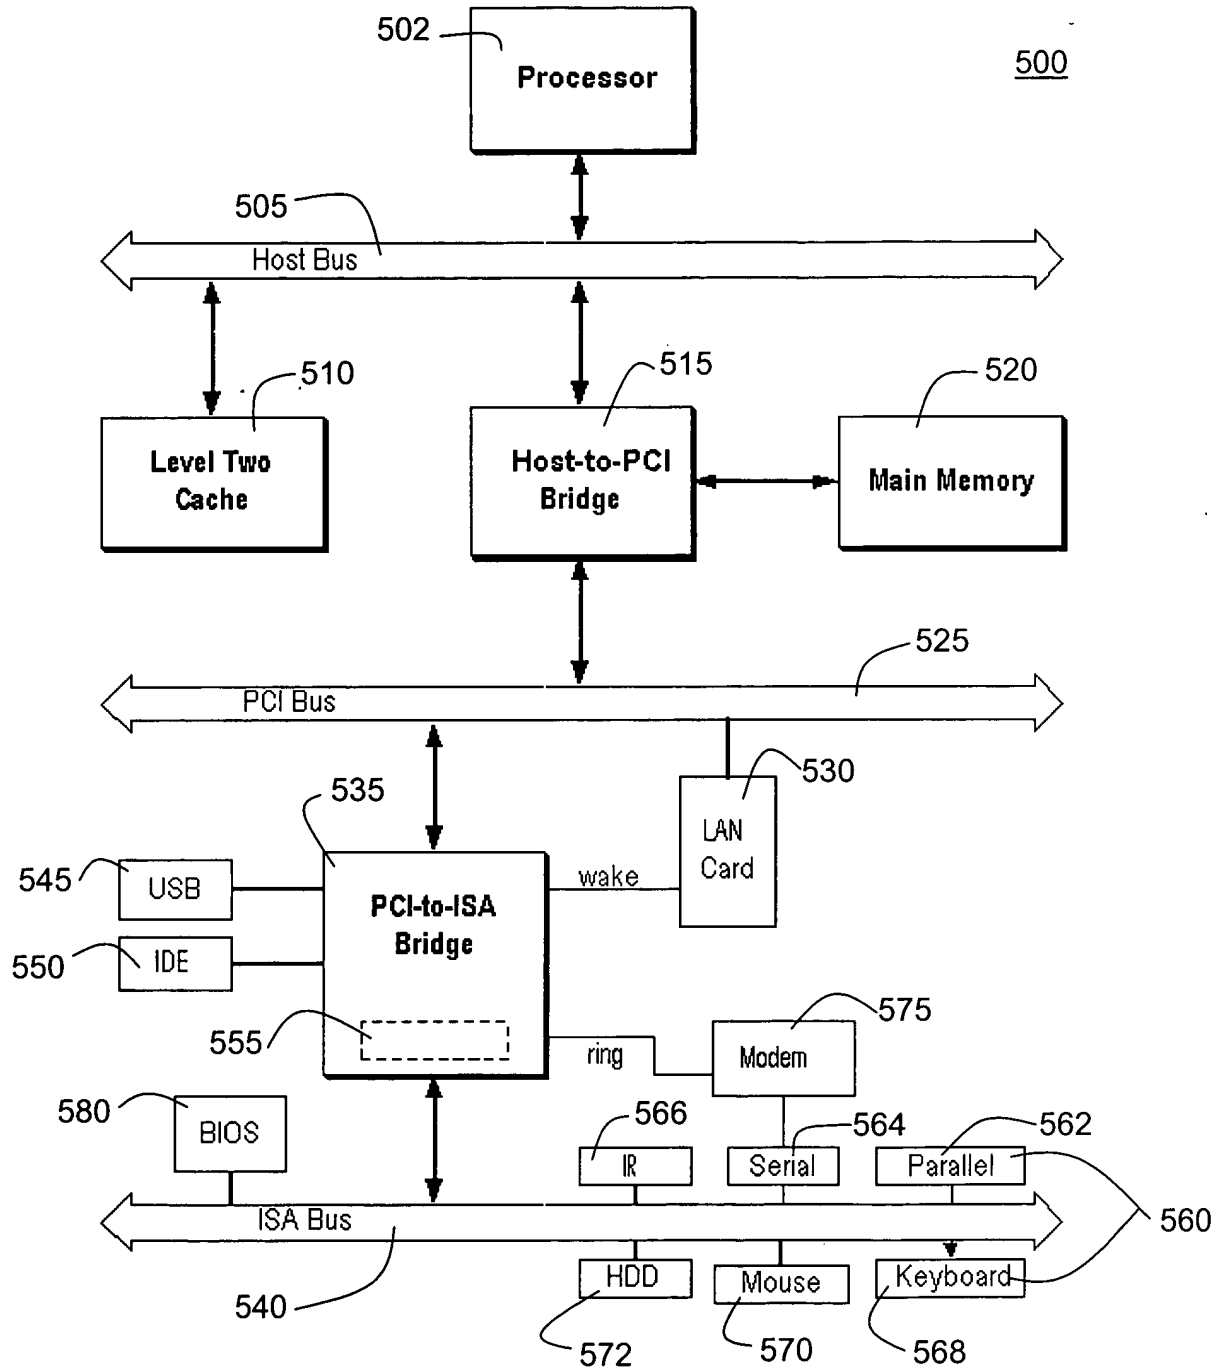 502
Processor
500
505
Host Bus
510
515
520
Level Two
Cache
Host-to-PCI
Bridge
Main Memory
525
PCI Bus
530
535
LAN
Card
545
USB
wake
PCI-to-ISA
Bridge
550
IDE
575
555
ring
Modem
580
BIOS
566
564
562
IR
Serial
Parallel
560
ISA Bus
HDD
Mouse
Keyboard
540
572
570
568